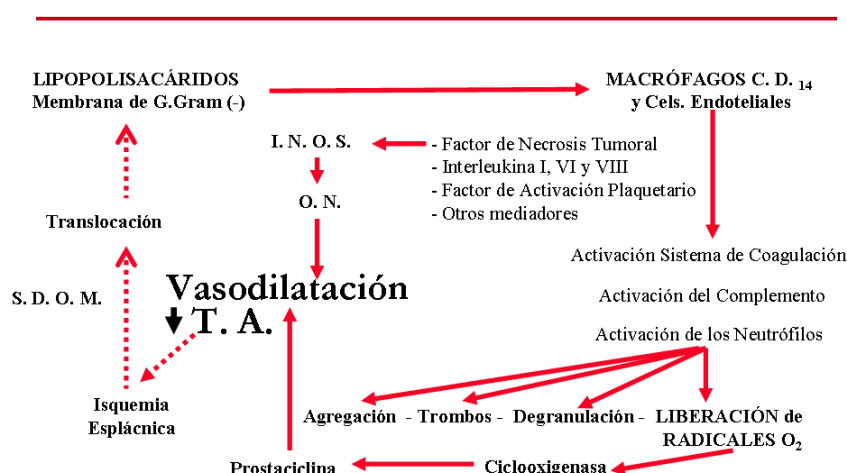 LIPOPOLISACÁRIDOS
Membrana de G.Gram (-)
MACRÓFAGOS C. D. 14
y Cels. Endoteliales
I. N. O. S.
- Factor de Necrosis Tumoral
- Interleukina I, VI y VIII
- Factor de Activación Plaquetario
- Otros mediadores
O. N.
Translocación
Activación Sistema de Coagulación
S. D. O. M.
Vasodilatación
T. A.
Activación del Complemento
Activación de los Neutrófilos
Isquemia
Esplácnica
Agregación - Trombos - Degranulación - LIBERACIÓN de
RADICALES O2
Prostaciclina
Ciclooxigenasa